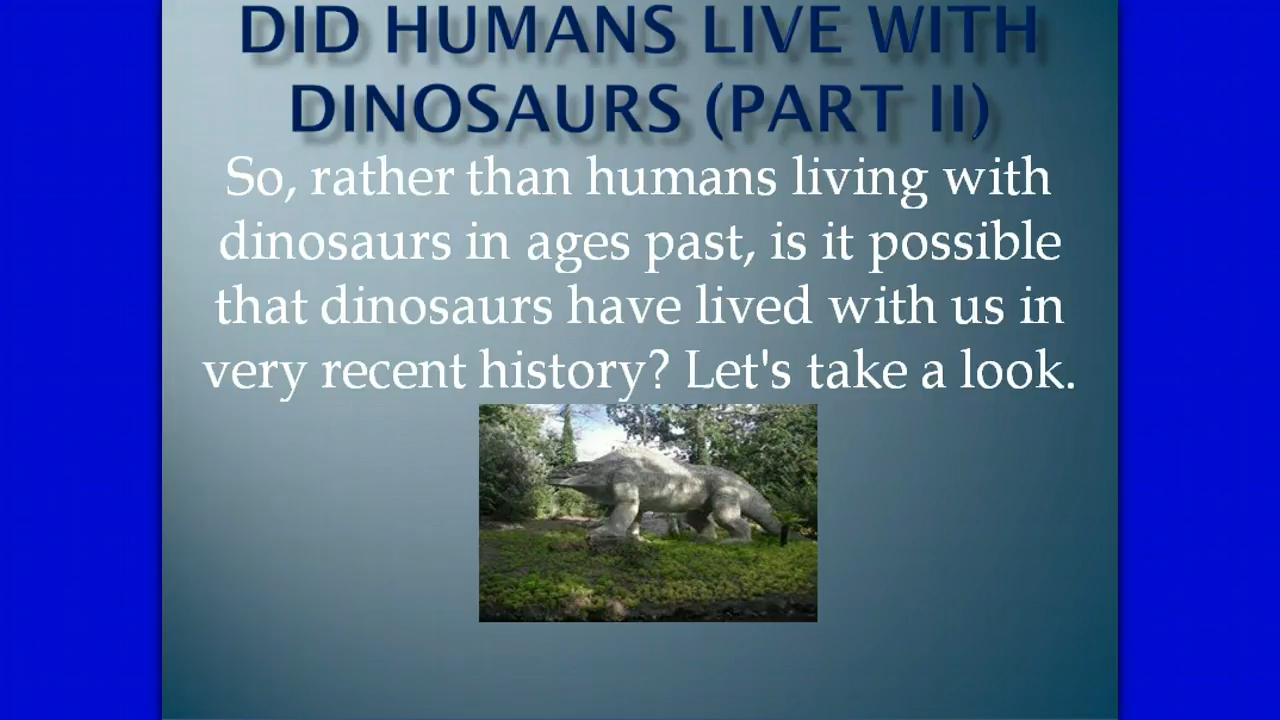 DID HUMANS LIVE WITH
DINOSAURS (PART II)
So, rather than humans living with
dinosaurs in ages past, is it possible
that dinosaurs have lived with us in
very recent history? Let's take a look.